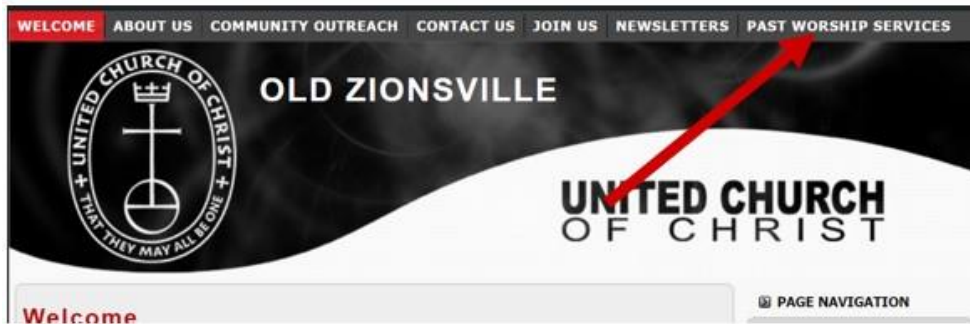 WELCOME ABOUT US COMMUNITY OUTREACH CONTACT US JOIN US NEWSLETTERS PAST WORSHIP SERVICES
UNITED CHURCH OF CHRIST
THAT THEY MAY ALL BE ONE
OLD ZIONSVILLE
UNITED CHURCH
OF CHRIST
Welcome
PAGE NAVIGATION